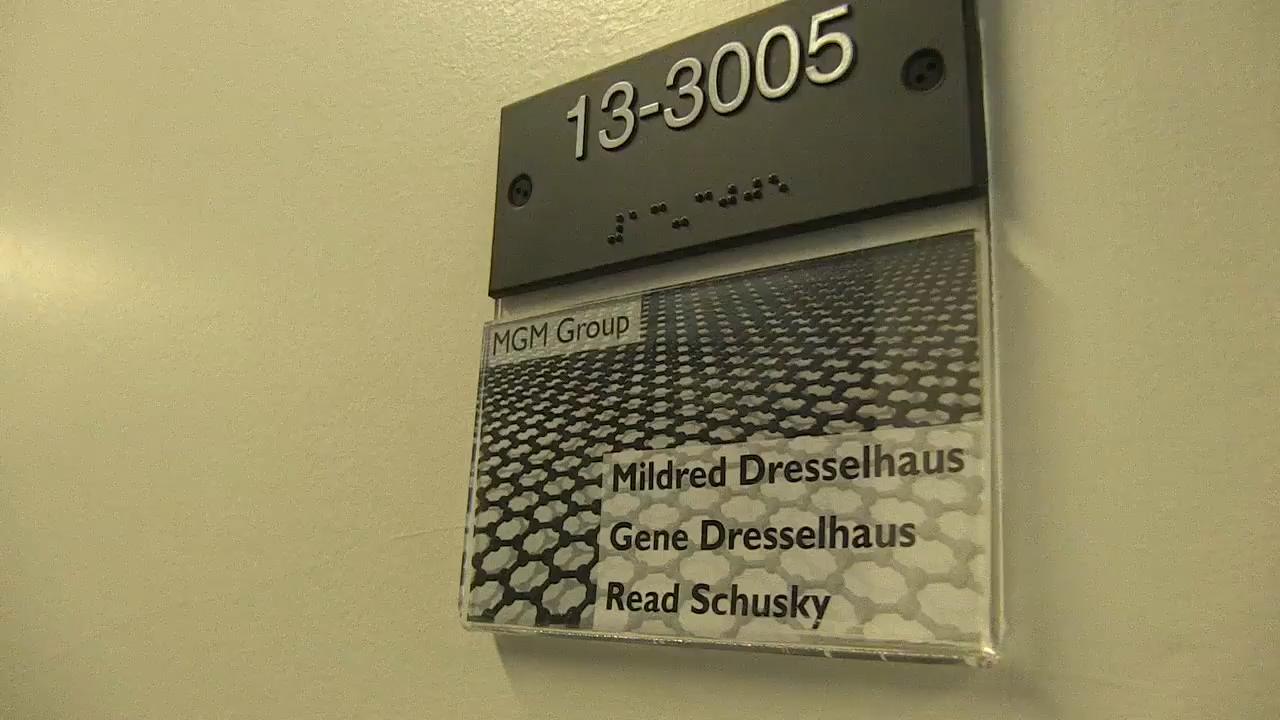 13-3005
MGM Group
Mildred Dresselhaus
Gene Dresselhaus
Read Schusky